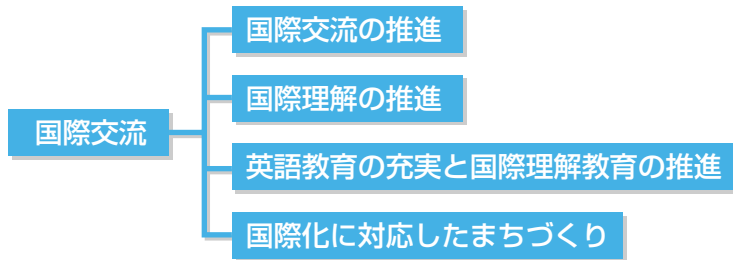 国際交流の推進
国際理解の推進
国際交流
英語教育の充実と国際理解教育の推進
国際化に対応したまちづくり